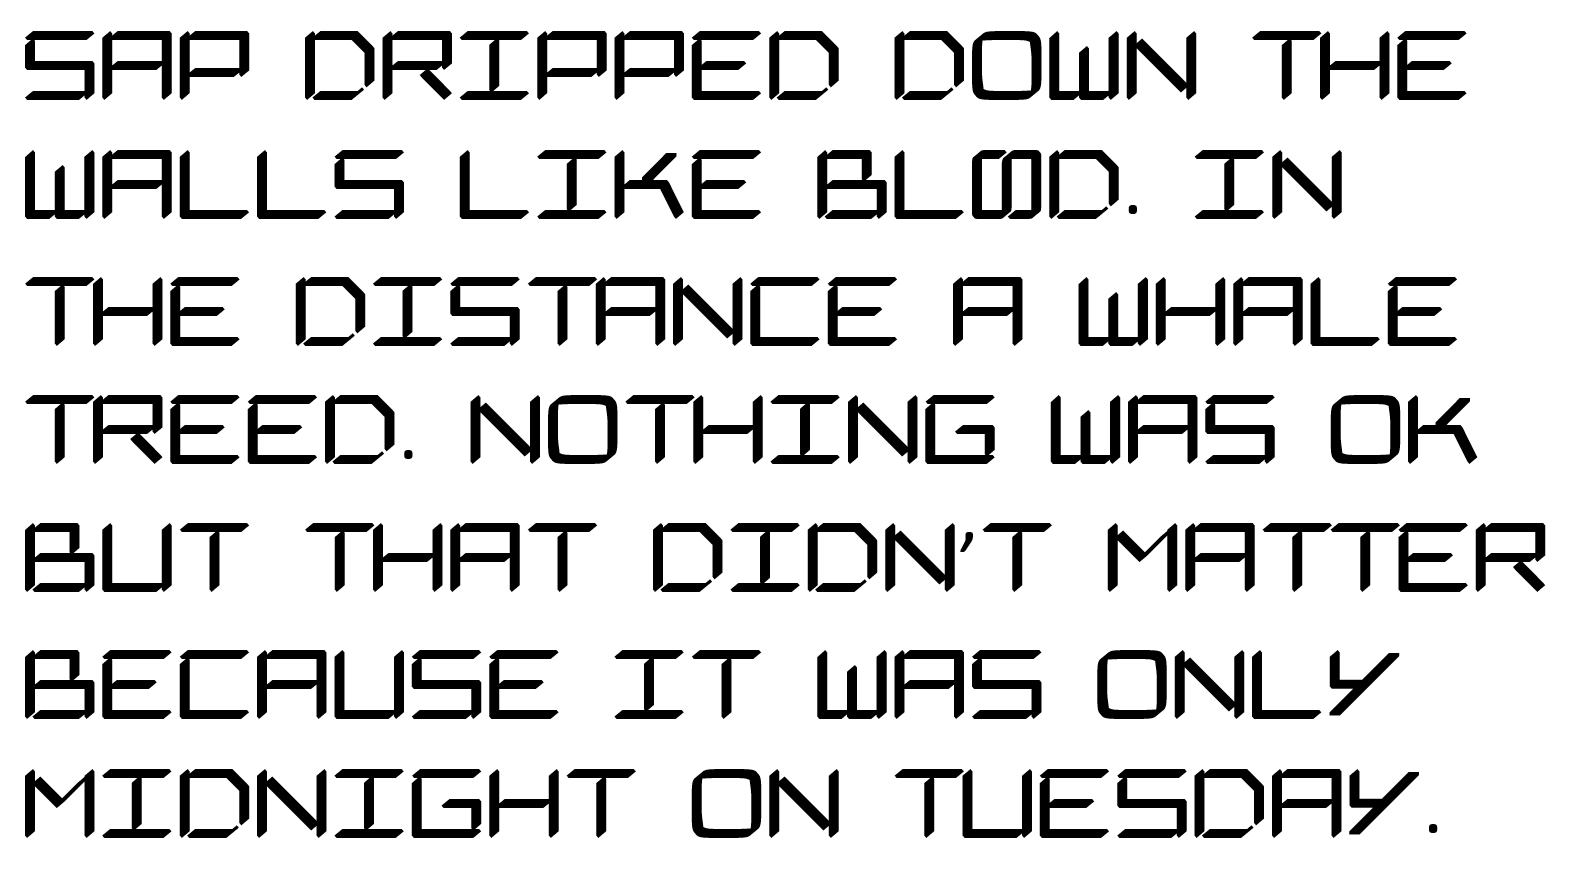 SAP DRIPPED DOWN THE
WALLS LIKE BLOOD. IN
THE DISTANCE A WHALE
TREED. NOTHING WAS OK
BUT THAT DIDN'T MATTER
BECAUSE IT WAS ONLY
MIDNIGHT ON TUESDAY.